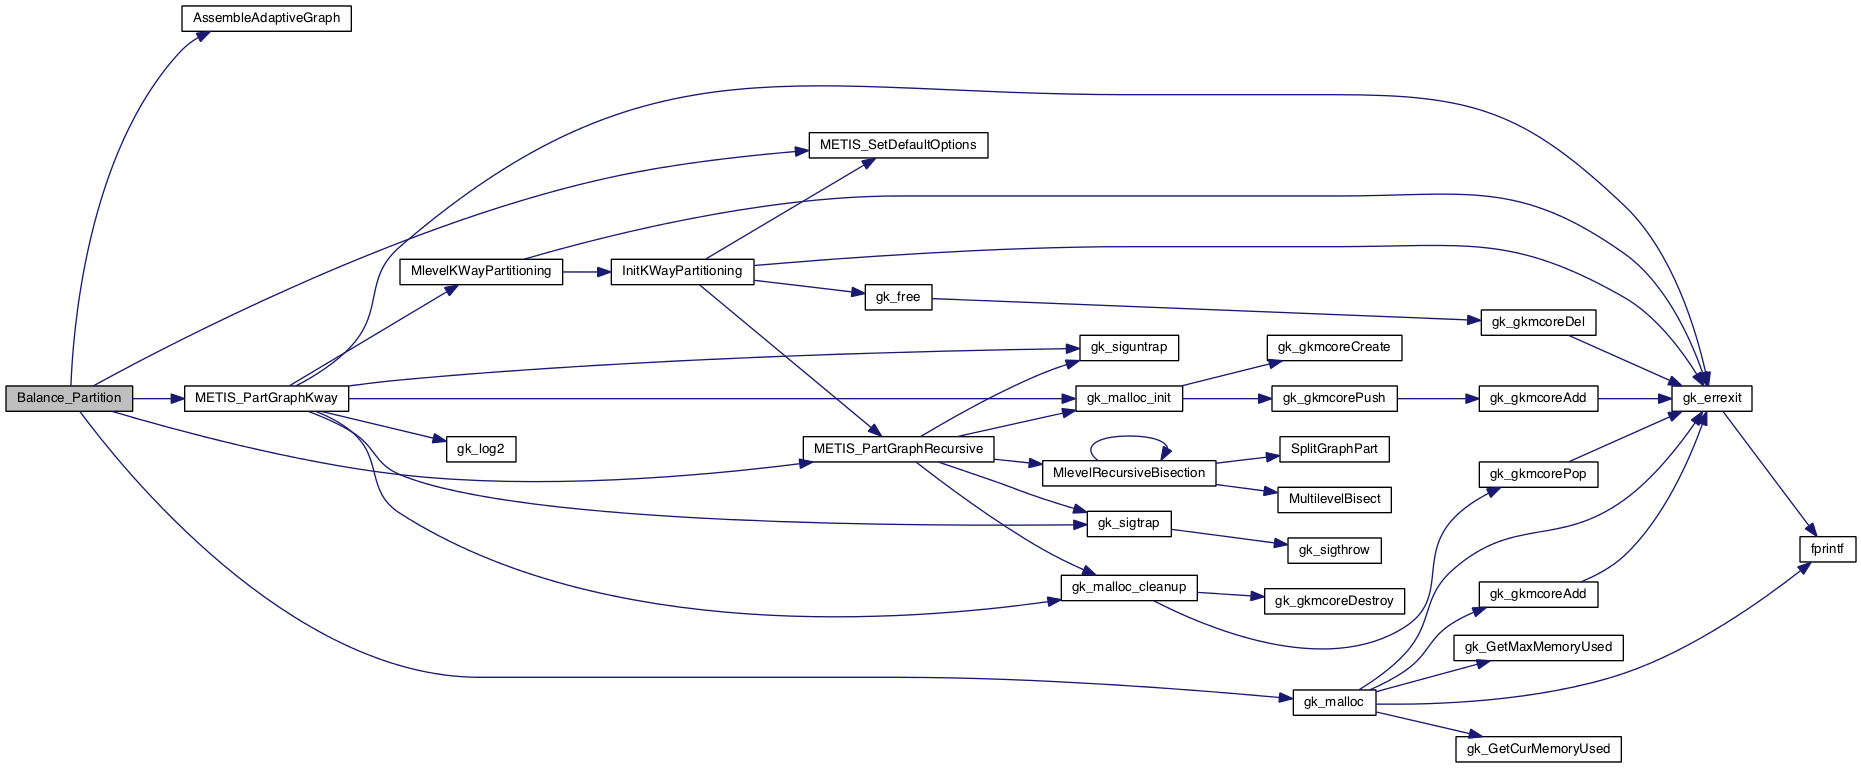 AssembleAdaptiveGraph
METIS_SetDefaultOptions
MlevelKWayPartitioning
InitKWayPartitioning
gk_free
gk_gkmcoreDel
gk_siguntrap
gk_gkmcoreCreate
Balance_Partition
METIS_PartGraphKway
gk_malloc_init
gk_gkmcorePush
gk_gkmcoreAdd
gk_errexit
gk_log2
METIS_PartGraphRecursive
MlevelRecursiveBisection
SplitGraphPart
gk_gkmcorePop
MultilevelBisect
gk_sigtrap
gk_sigthrow
fprintf
gk_malloc_cleanup
gk_gkmcoreDestroy
gk_gkmcoreAdd
gk_GetMaxMemoryUsed
gk_malloc
gk_GetCurMemoryUsed